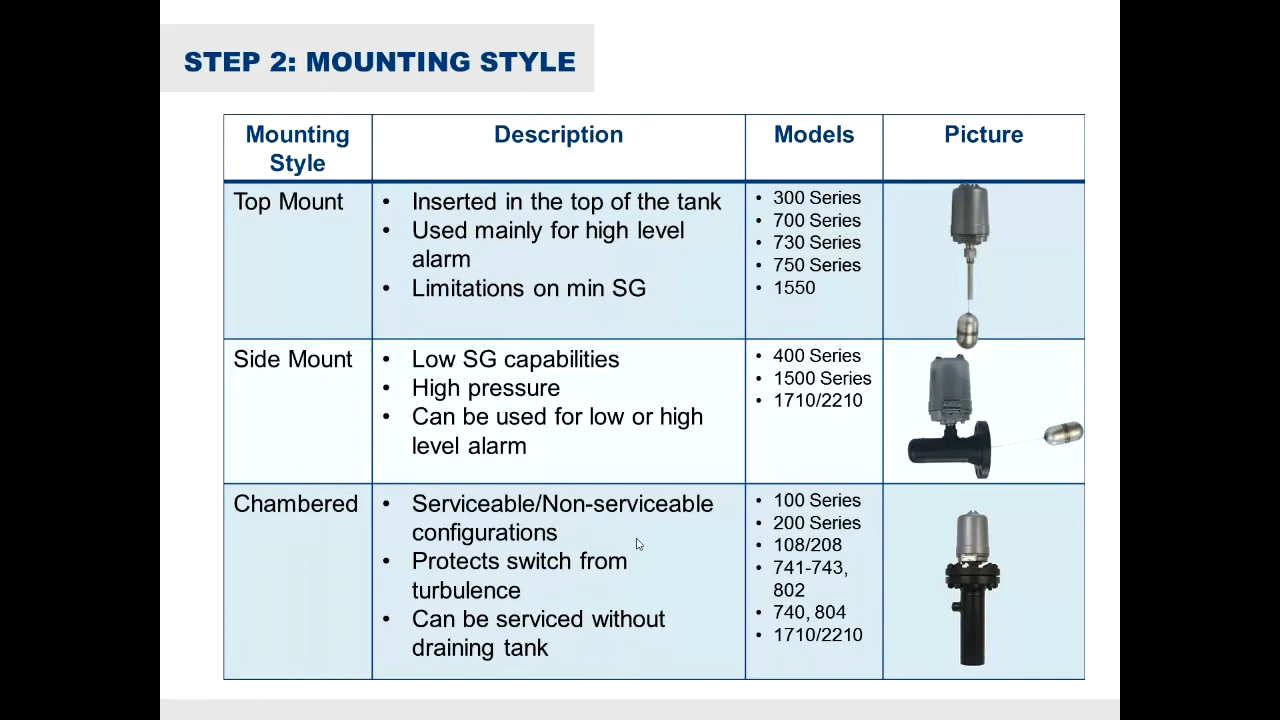 STEP 2: MOUNTING STYLE
Mounting
Style
Description
Models
Picture
Top Mount
• Inserted in the top of the tank
• Used mainly for high level
alarm
• Limitations on min SG
• 300 Series
• 700 Series
• 730 Series
• 750 Series
• 1550
Side Mount
• Low SG capabilities
• High pressure
• Can be used for low or high
level alarm
• 400 Series
• 1500 Series
• 1710/2210
Chambered
• Serviceable/Non-serviceable
configurations
• Protects switch from
turbulence
• Can be serviced without
draining tank
• 100 Series
• 200 Series
• 108/208
• 741-743,
802
• 740, 804
• 1710/2210